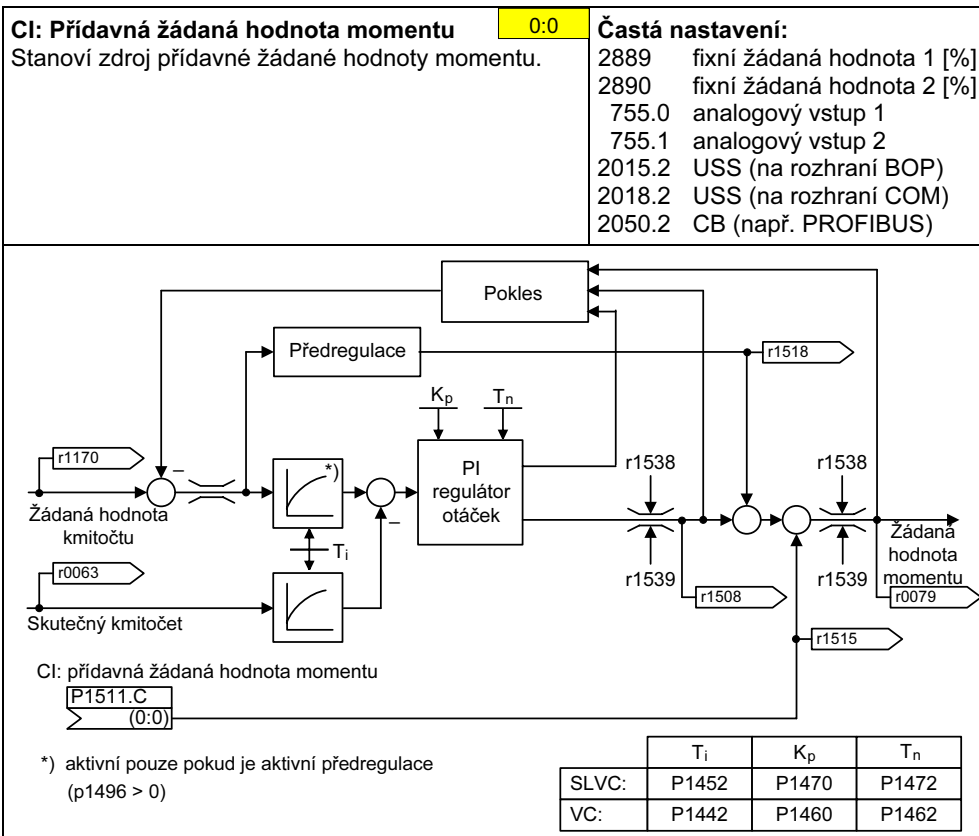 CI: Přídavná žádaná hodnota momentu
0:0
Stanoví zdroj přídavné žádané hodnoty momentu.
Častá nastavení:
2889 fixní žádaná hodnota 1 [%]
2890 fixní žádaná hodnota 2 [%]
755.0 analogový vstup 1
755.1 analogový vstup 2
2015.2 USS (na rozhraní BOP)
2018.2 USS (na rozhraní COM)
2050.2 CB (např. PROFIBUS)
Pokles
Předregulace
r1518
Kp Tn
r1170
*)
PI
regulátor
otáček
r1538
r1538
Žádaná hodnota
kmitočtu
Ti
r1539
r1539
Žádaná
hodnota
momentu
r0063
r1508
r0079
Skutečný kmitočet
r1515
CI: přídavná žádaná hodnota momentu
P1511.C
(0:0)
*) aktivní pouze pokud je aktivní předregulace
(p1496 > 0)
Ti Kp Tn
SLVC: P1452 P1470 P1472
VC: P1442 P1460 P1462